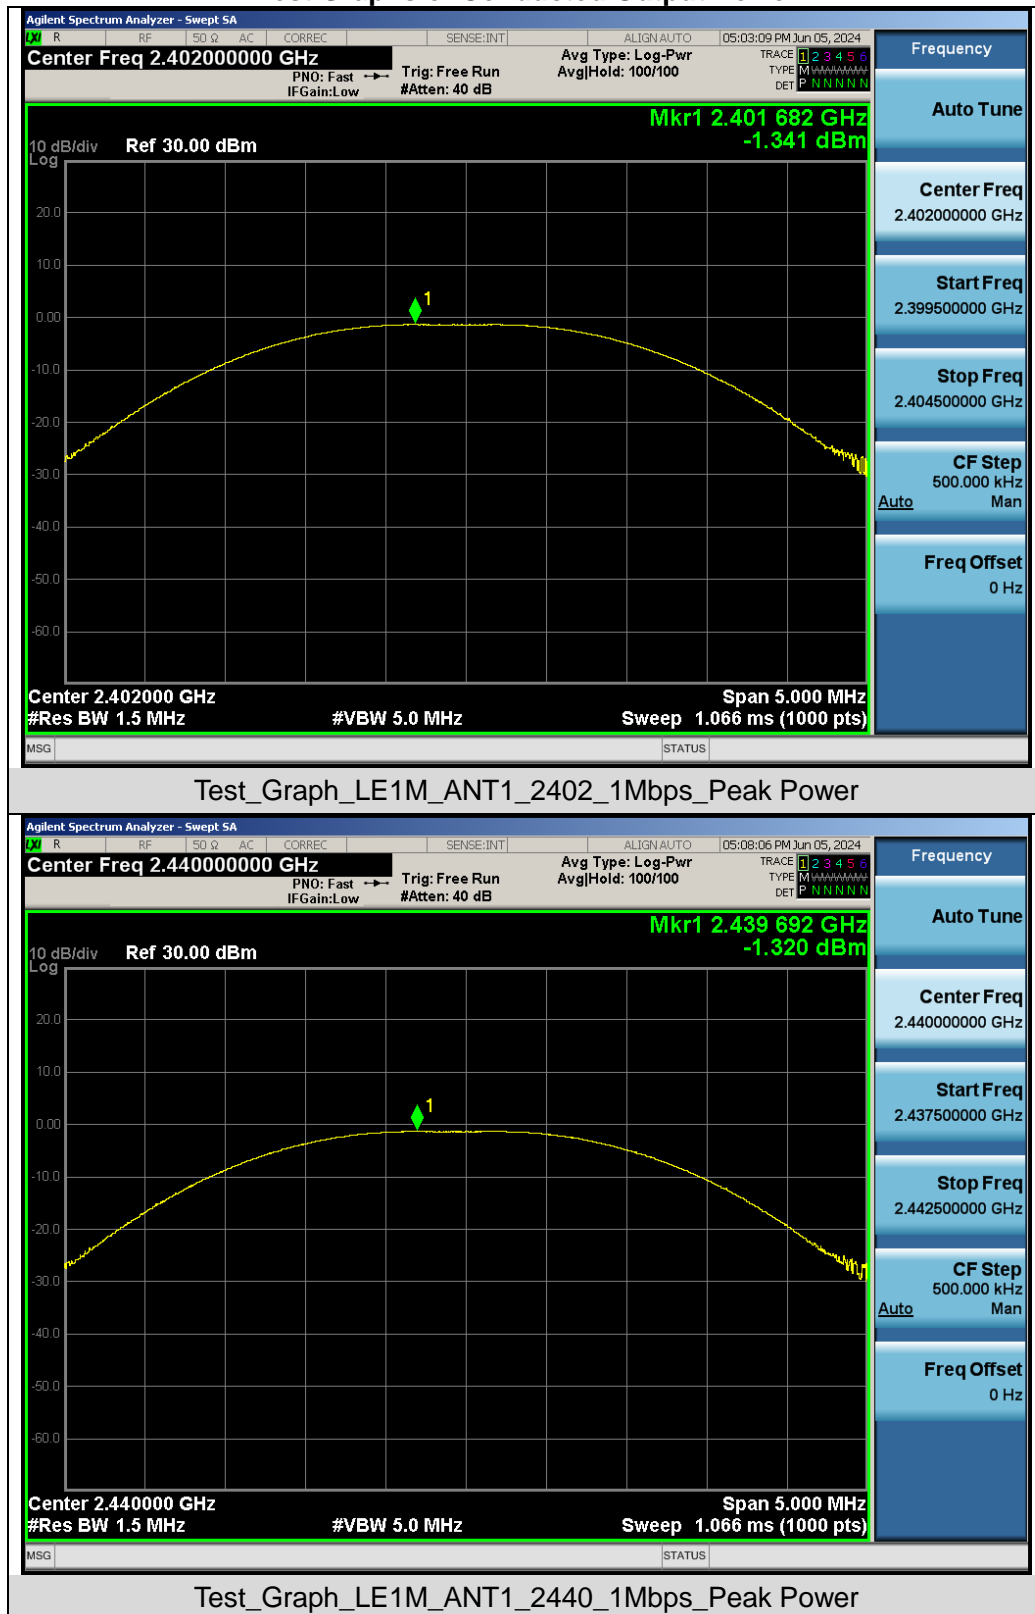 Test Graphs of Conducted Output Power
Agilent Spectrum Analyzer - Swept SA
LXI R RF 50 Ω AC CORREC SENSE:INT ALIGN AUTO 05:03:09 PM Jun 05, 2024
Center Freq 2.402000000 GHz
PNO: Fast
IFGain:Low
Trig: Free Run
#Atten: 40 dB
Avg Type: Log-Pwr
Avg|Hold: 100/100
TRACE 1 2 3 4 5 6
TYPE M WWWWW
DET P N N N N N
Frequency
Auto Tune
Center Freq
2.402000000 GHz
Start Freq
2.399500000 GHz
Stop Freq
2.404500000 GHz
CF Step
500.000 kHz
Auto Man
Freq Offset
0 Hz
Mkr1 2.401 682 GHz
-1.341 dBm
10 dB/div Ref 30.00 dBm
Log
20.0
10.0
1
0.00
-10.0
-20.0
-30.0
-40.0
-50.0
-60.0
Center 2.402000 GHz Span 5.000 MHz
#Res BW 1.5 MHz #VBW 5.0 MHz Sweep 1.066 ms (1000 pts)
MSG STATUS
Test_Graph_LE1M_ANT1_2402_1Mbps_Peak Power
Agilent Spectrum Analyzer - Swept SA
LXI R RF 50 Ω AC CORREC SENSE:INT ALIGN AUTO 05:08:06 PM Jun 05, 2024
Center Freq 2.440000000 GHz
PNO: Fast
IFGain:Low
Trig: Free Run
#Atten: 40 dB
Avg Type: Log-Pwr
Avg|Hold: 100/100
TRACE 1 2 3 4 5 6
TYPE M WWWWW
DET P N N N N N
Frequency
Auto Tune
Center Freq
2.440000000 GHz
Start Freq
2.437500000 GHz
Stop Freq
2.442500000 GHz
CF Step
500.000 kHz
Auto Man
Freq Offset
0 Hz
Mkr1 2.439 692 GHz
-1.320 dBm
10 dB/div Ref 30.00 dBm
Log
20.0
10.0
1
0.00
-10.0
-20.0
-30.0
-40.0
-50.0
-60.0
Center 2.440000 GHz Span 5.000 MHz
#Res BW 1.5 MHz #VBW 5.0 MHz Sweep 1.066 ms (1000 pts)
MSG STATUS
Test_Graph_LE1M_ANT1_2440_1Mbps_Peak Power